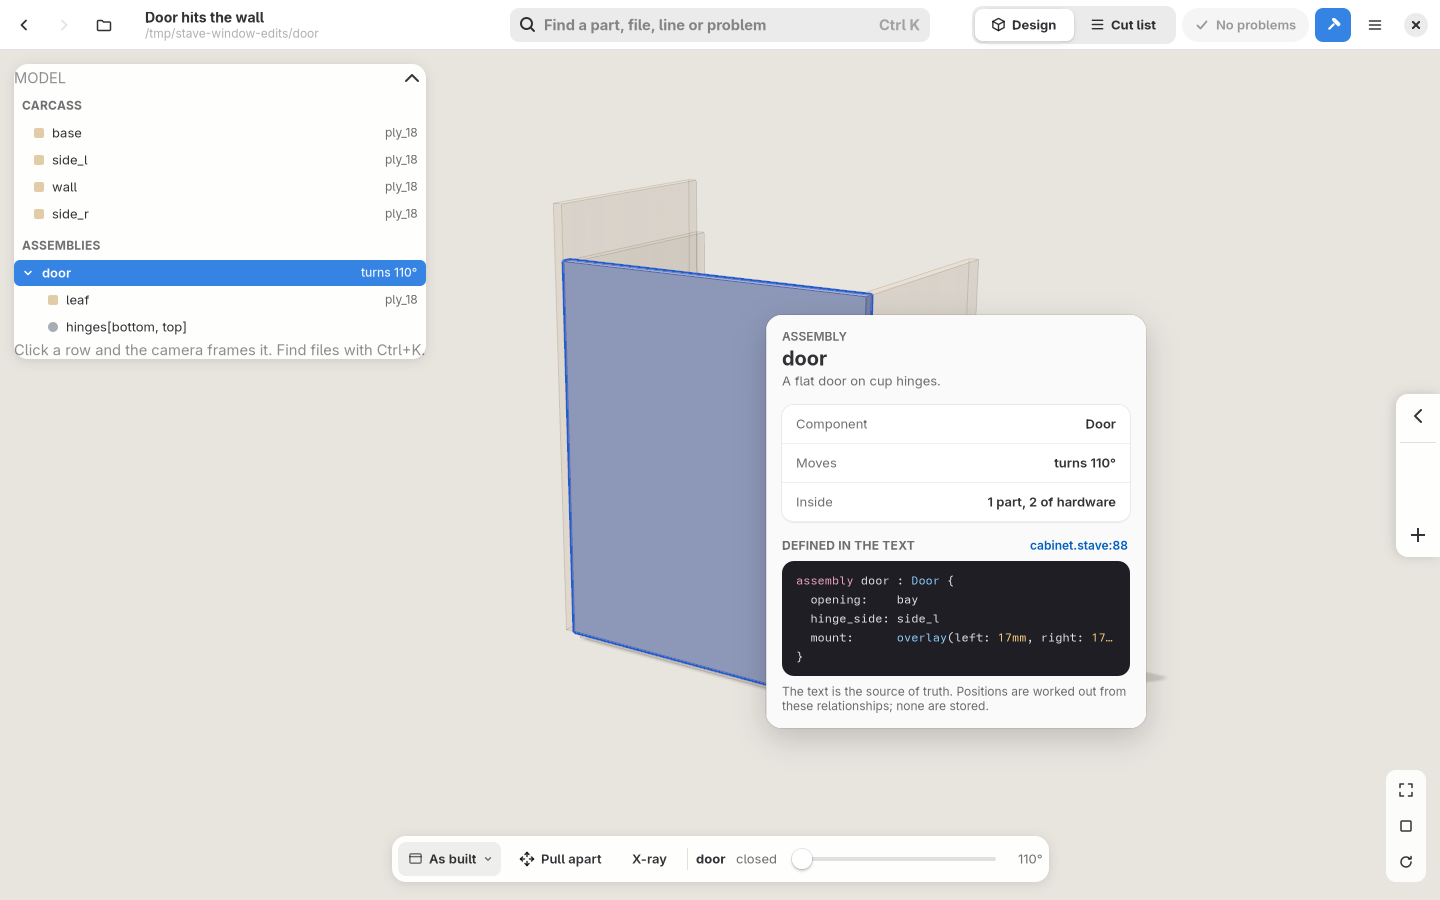 Door hits the wall
/tmp/stave-window-edits/door
Find a part, file, line or problem
Ctrl K
Design
Cut list
No problems
MODEL
CARCASS
base ply_18
side_l ply_18
wall ply_18
side_r ply_18
ASSEMBLIES
door turns 110°
leaf ply_18
hinges[bottom, top]
Click a row and the camera frames it. Find files with Ctrl+K.
ASSEMBLY
door
A flat door on cup hinges.
Component Door
Moves turns 110°
Inside 1 part, 2 of hardware
DEFINED IN THE TEXT cabinet.stave:88
assembly door : Door {
opening: bay
hinge_side: side_l
mount: overlay(left: 17mm, right: 17…
}
The text is the source of truth. Positions are worked out from
these relationships; none are stored.
As built
Pull apart
X-ray
door closed 110°